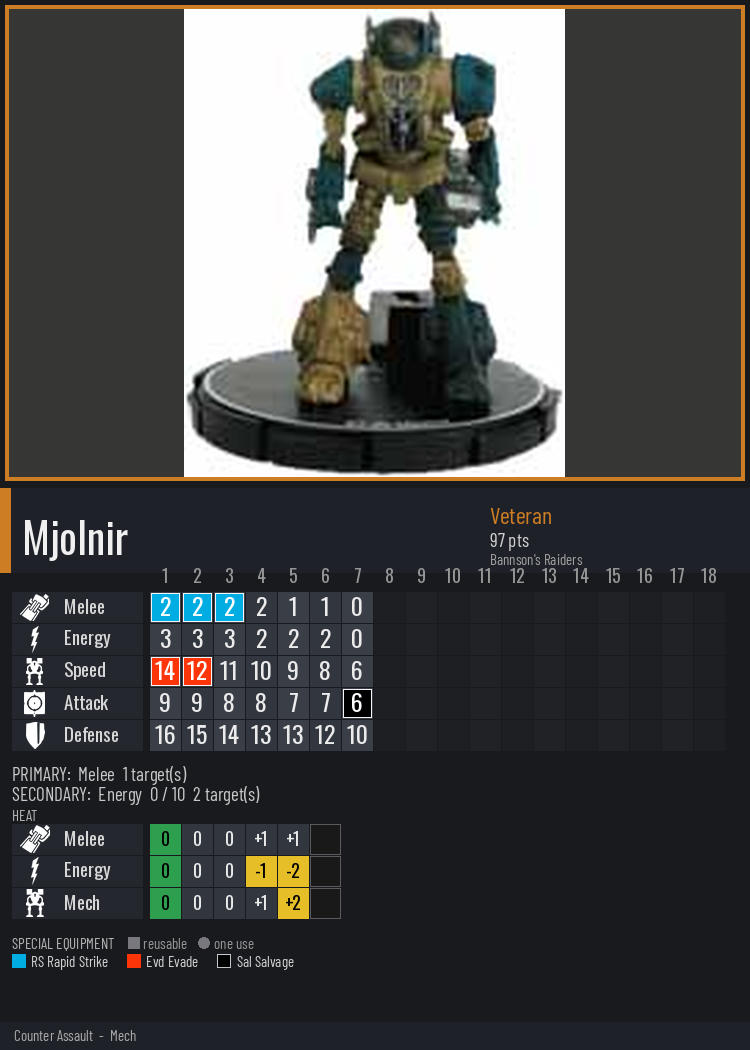 Mjolnir
Veteran
97 pts
Bannson's Raiders
1 2 3 4 5 6 7 8 9 10 11 12 13 14 15 16 17 18
Melee 2 2 2 2 1 1 0
Energy 3 3 3 2 2 2 0
Speed 14 12 11 10 9 8 6
Attack 9 9 8 8 7 7 6
Defense 16 15 14 13 13 12 10
PRIMARY: Melee 1 target(s)
SECONDARY: Energy 0 / 10 2 target(s)
HEAT
Melee 0 0 0 +1 +1
Energy 0 0 0 -1 -2
Mech 0 0 0 +1 +2
SPECIAL EQUIPMENT reusable one use
RS Rapid Strike Evd Evade Sal Salvage
Counter Assault - Mech